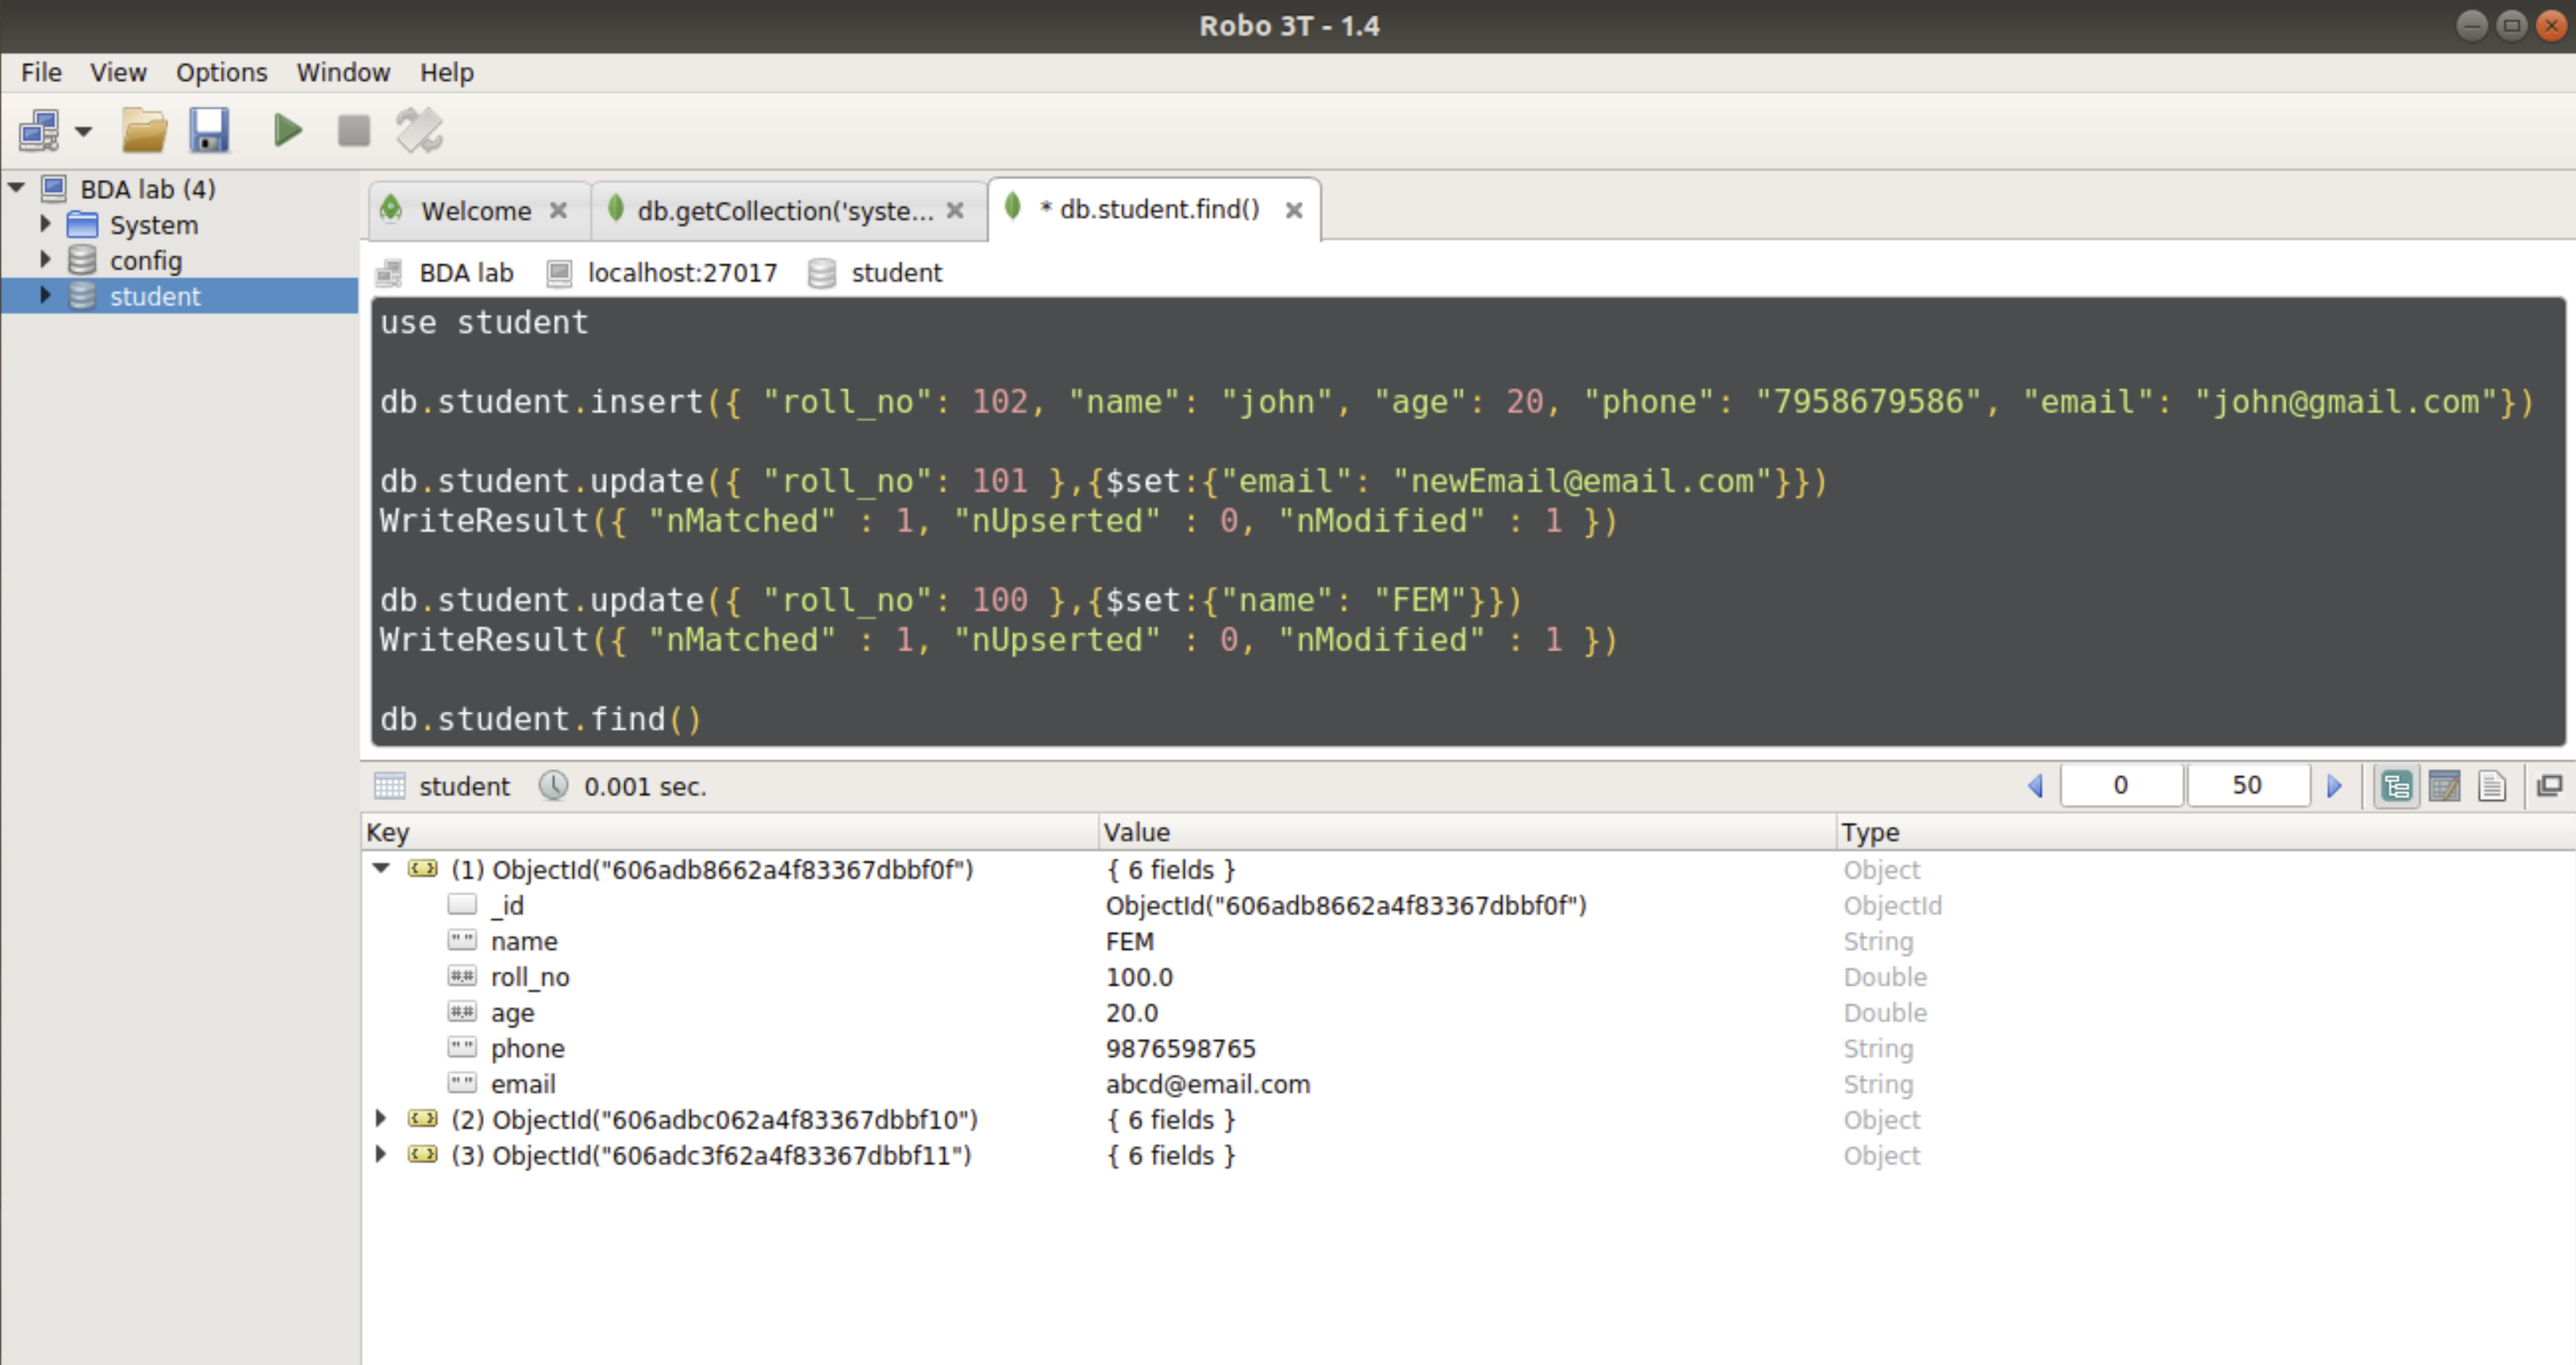 Robo 3T - 1.4
File View Options Window Help
BDA lab (4)
System
config
student
Welcome
db.getCollection('syste...
* db.student.find()
BDA lab localhost:27017 student
use student
db.student.insert({ "roll_no": 102, "name": "john", "age": 20, "phone": "7958679586", "email": "john@gmail.com"})
db.student.update({ "roll_no": 101 },{$set:{"email": "newEmail@email.com"}})
WriteResult({ "nMatched" : 1, "nUpserted" : 0, "nModified" : 1 })
db.student.update({ "roll_no": 100 },{$set:{"name": "FEM"}})
WriteResult({ "nMatched" : 1, "nUpserted" : 0, "nModified" : 1 })
db.student.find()
student 0.001 sec. 0 50
Key Value Type
(1) ObjectId("606adb8662a4f83367dbbf0f") { 6 fields } Object
_id ObjectId("606adb8662a4f83367dbbf0f") ObjectId
name FEM String
roll_no 100.0 Double
age 20.0 Double
phone 9876598765 String
email abcd@email.com String
(2) ObjectId("606adbc062a4f83367dbbf10") { 6 fields } Object
(3) ObjectId("606adc3f62a4f83367dbbf11") { 6 fields } Object